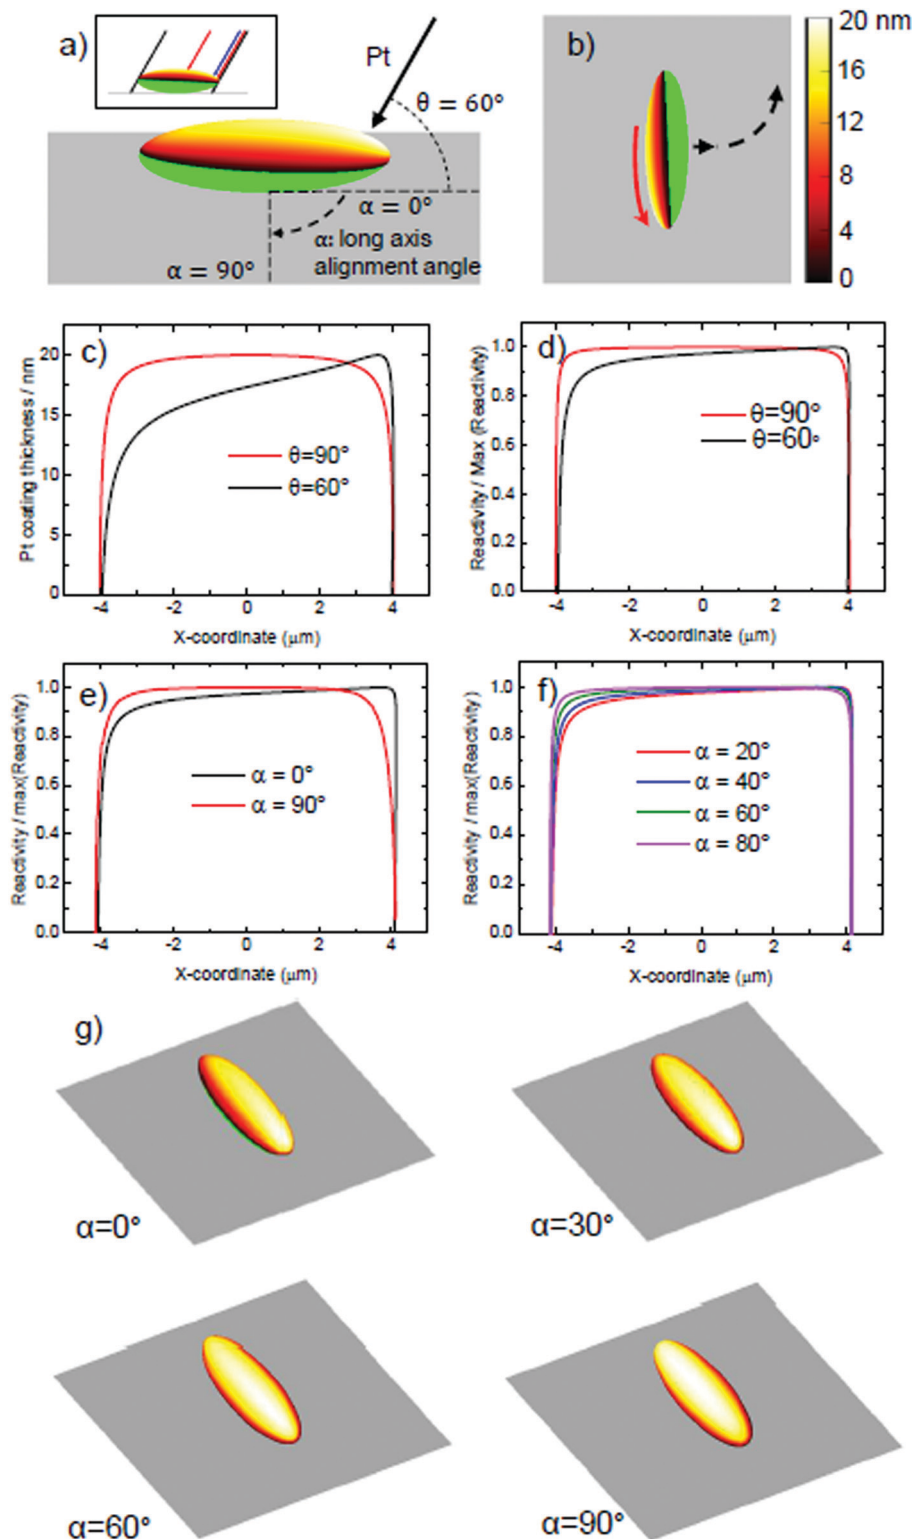 a)
Pt
θ = 60°
α = 0°
α: long axis
alignment angle
α = 90°
b)
20 nm
16
12
8
4
0
c)
Pt coating thickness / nm
20
15
10
5
0
θ=90°
θ=60°
-4 -2 0 2 4
X-coordinate (μm)
d)
Reactivity / Max (Reactivity)
1.0
0.8
0.6
0.4
0.2
0.0
θ=90°
θ=60°
-4 -2 0 2 4
X-coordinate (μm)
e)
Reactivity / max(Reactivity)
1.0
0.8
0.6
0.4
0.2
0.0
α = 0°
α = 90°
-4 -2 0 2 4
X-coordinate (μm)
f)
Reactivity / max(Reactivity)
1.0
0.8
0.6
0.4
0.2
0.0
α = 20°
α = 40°
α = 60°
α = 80°
-4 -2 0 2 4
X-coordinate (μm)
g)
α=0°
α=30°
α=60°
α=90°